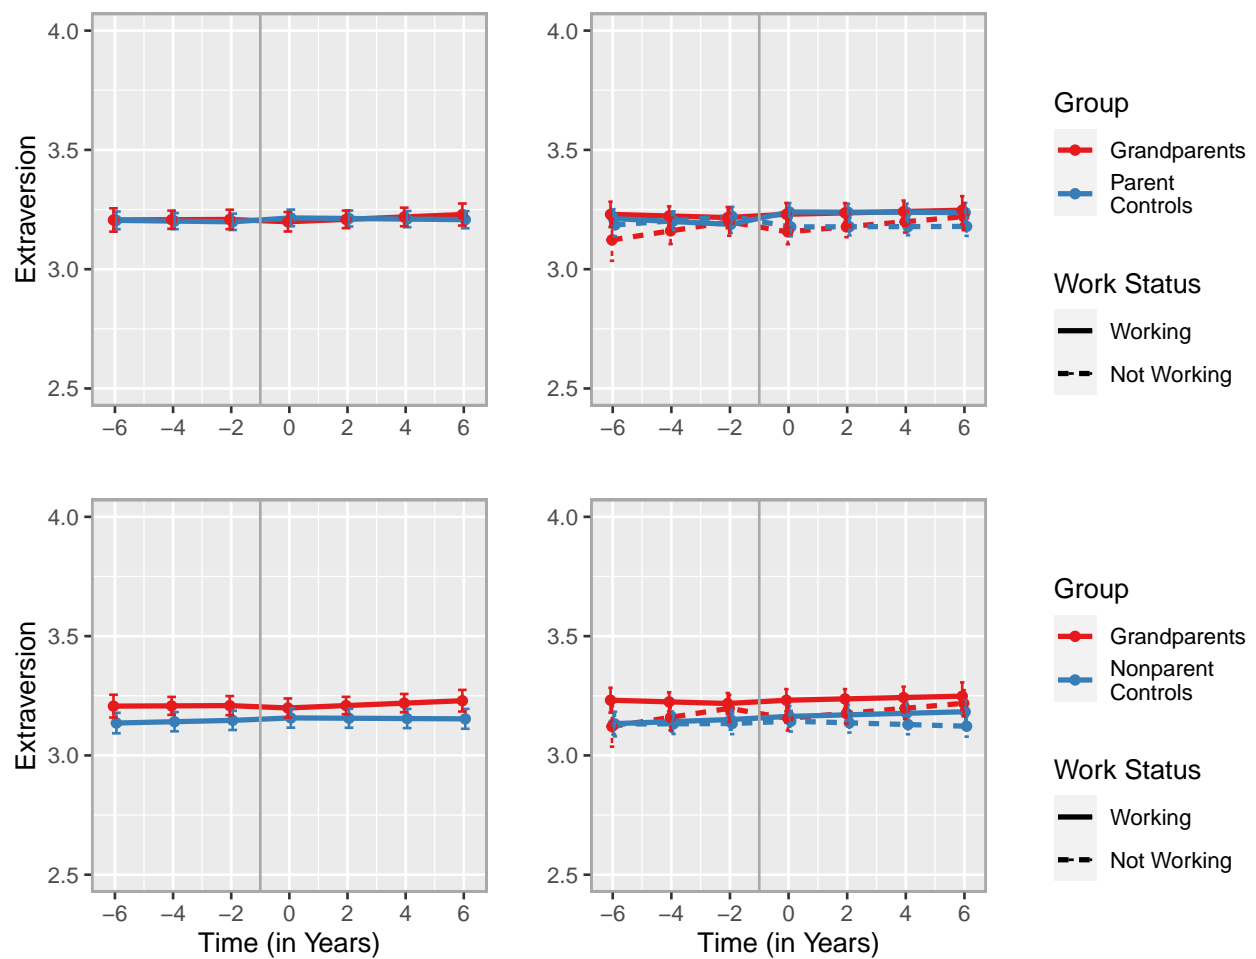 4.0
3.5
3.0
2.5
Extraversion
−6 −4 −2 0 2 4 6
4.0
3.5
3.0
2.5
−6 −4 −2 0 2 4 6
Group
Grandparents
Parent
Controls
Work Status
Working
Not Working
4.0
3.5
3.0
2.5
Extraversion
−6 −4 −2 0 2 4 6
Time (in Years)
4.0
3.5
3.0
2.5
−6 −4 −2 0 2 4 6
Time (in Years)
Group
Grandparents
Nonparent
Controls
Work Status
Working
Not Working